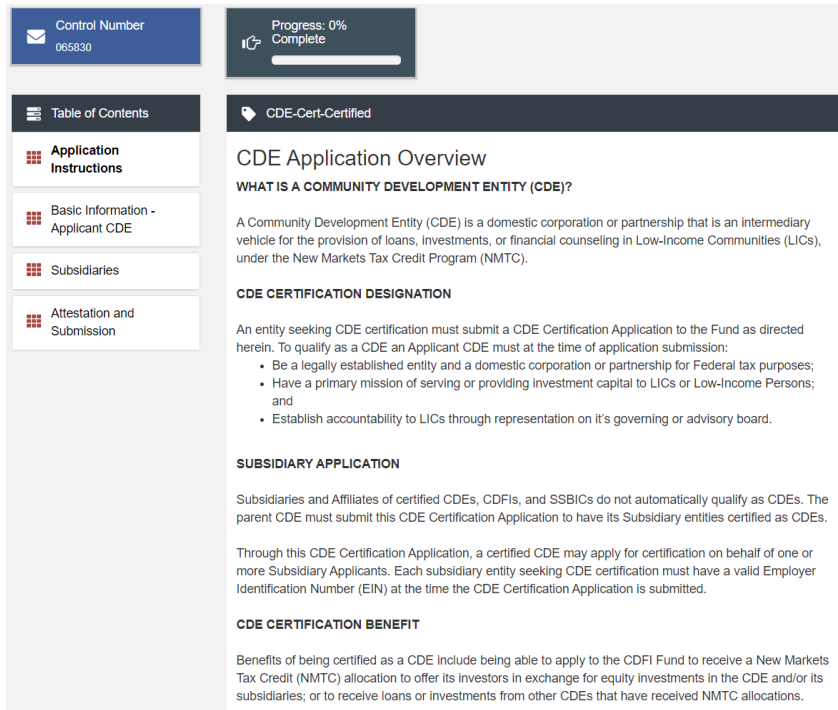 Control Number
065830
Progress: 0%
Complete
Table of Contents
Application
Instructions
Basic Information -
Applicant CDE
Subsidiaries
Attestation and
Submission
CDE-Cert-Certified
CDE Application Overview
WHAT IS A COMMUNITY DEVELOPMENT ENTITY (CDE)?
A Community Development Entity (CDE) is a domestic corporation or partnership that is an intermediary
vehicle for the provision of loans, investments, or financial counseling in Low-Income Communities (LICs),
under the New Markets Tax Credit Program (NMTC).
CDE CERTIFICATION DESIGNATION
An entity seeking CDE certification must submit a CDE Certification Application to the Fund as directed
herein. To qualify as a CDE an Applicant CDE must at the time of application submission:
• Be a legally established entity and a domestic corporation or partnership for Federal tax purposes;
• Have a primary mission of serving or providing investment capital to LICs or Low-Income Persons;
and
• Establish accountability to LICs through representation on it's governing or advisory board.
SUBSIDIARY APPLICATION
Subsidiaries and Affiliates of certified CDEs, CDFIs, and SSBICs do not automatically qualify as CDEs. The
parent CDE must submit this CDE Certification Application to have its Subsidiary entities certified as CDEs.
Through this CDE Certification Application, a certified CDE may apply for certification on behalf of one or
more Subsidiary Applicants. Each subsidiary entity seeking CDE certification must have a valid Employer
Identification Number (EIN) at the time the CDE Certification Application is submitted.
CDE CERTIFICATION BENEFIT
Benefits of being certified as a CDE include being able to apply to the CDFI Fund to receive a New Markets
Tax Credit (NMTC) allocation to offer its investors in exchange for equity investments in the CDE and/or its
subsidiaries; or to receive loans or investments from other CDEs that have received NMTC allocations.